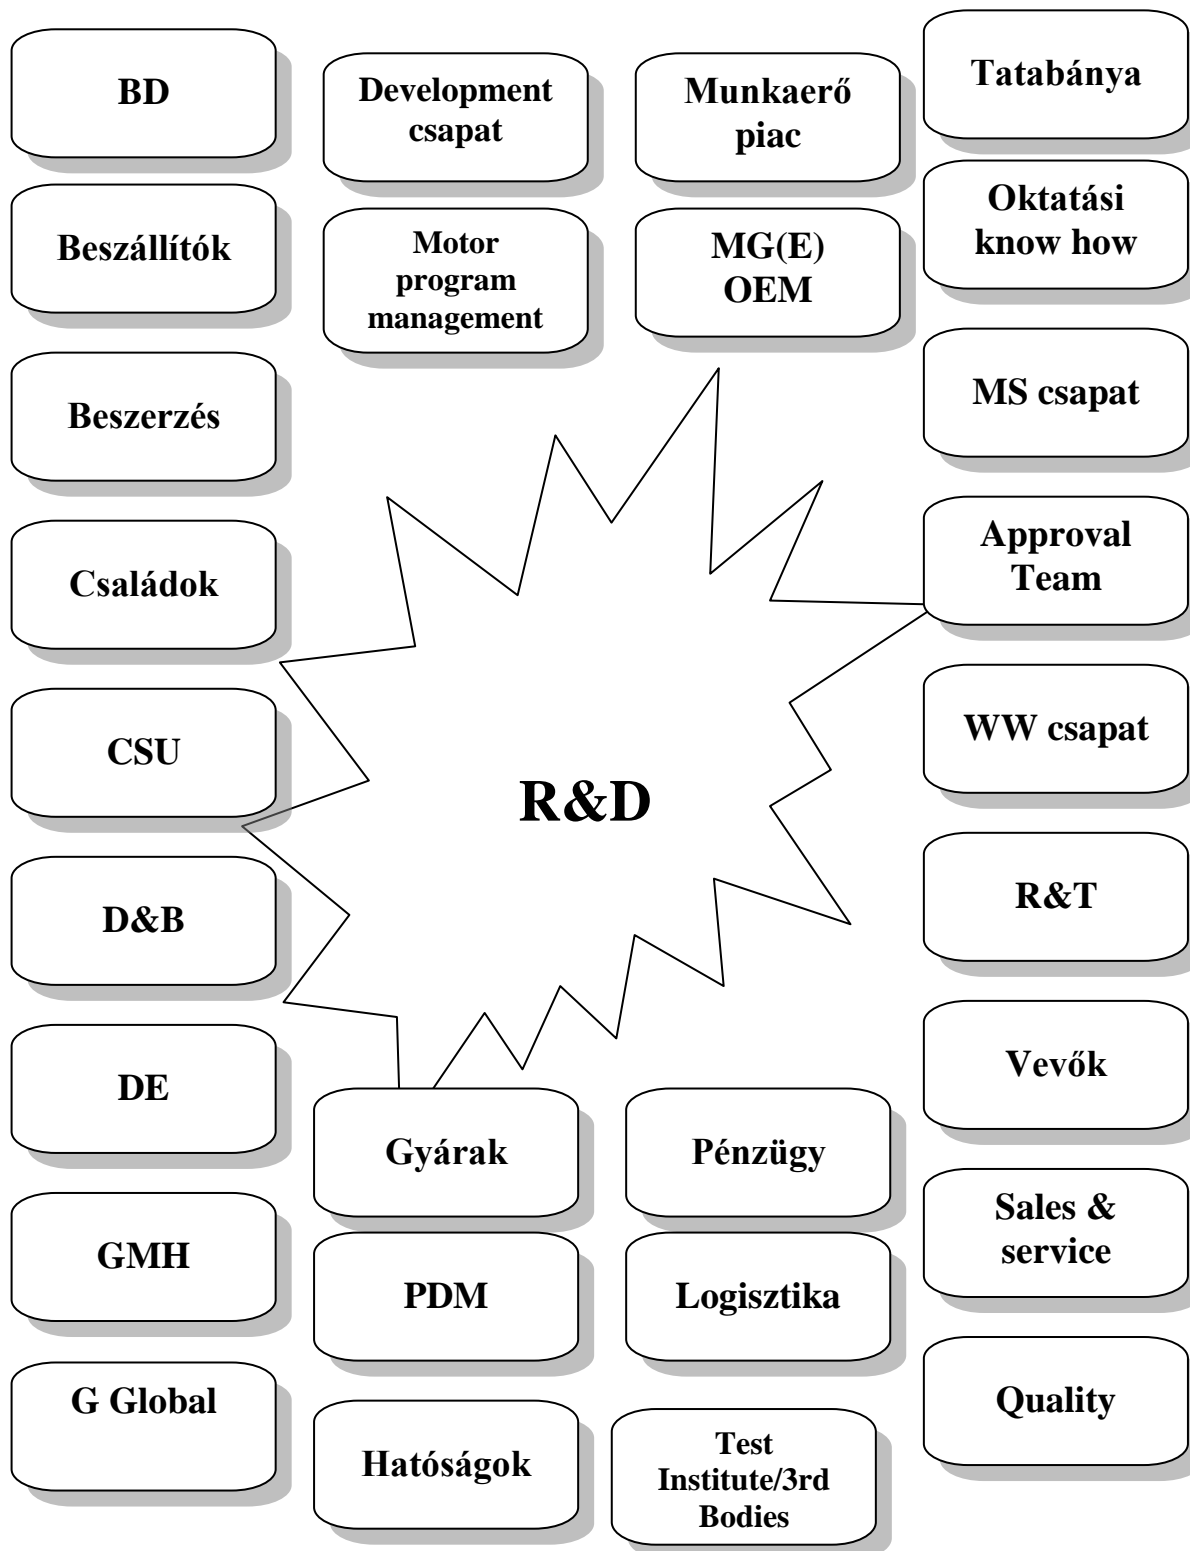 BD
Development
csapat
Munkaerő
piac
Tatabánya
Beszállítók
Motor
program
management
MG(E)
OEM
Oktatási
know how
Beszerzés
MS csapat
Családok
Approval
Team
CSU
WW csapat
R&D
D&B
R&T
DE
Gyárak
Pénzügy
Vevők
GMH
PDM
Logisztika
Sales &
service
G Global
Hatóságok
Test
Institute/3rd
Bodies
Quality